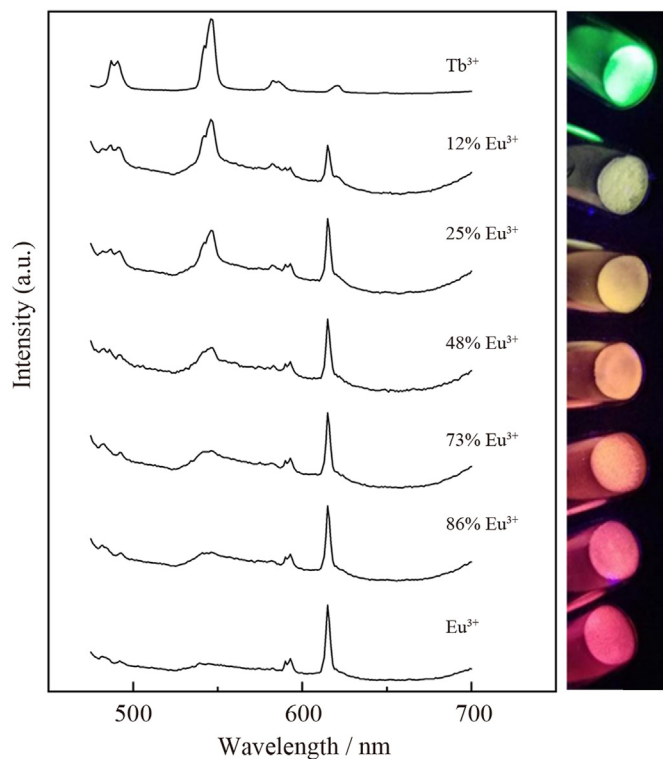 Tb³⁺
12% Eu³⁺
25% Eu³⁺
48% Eu³⁺
73% Eu³⁺
86% Eu³⁺
Eu³⁺
Intensity (a.u.)
500
600
700
Wavelength / nm